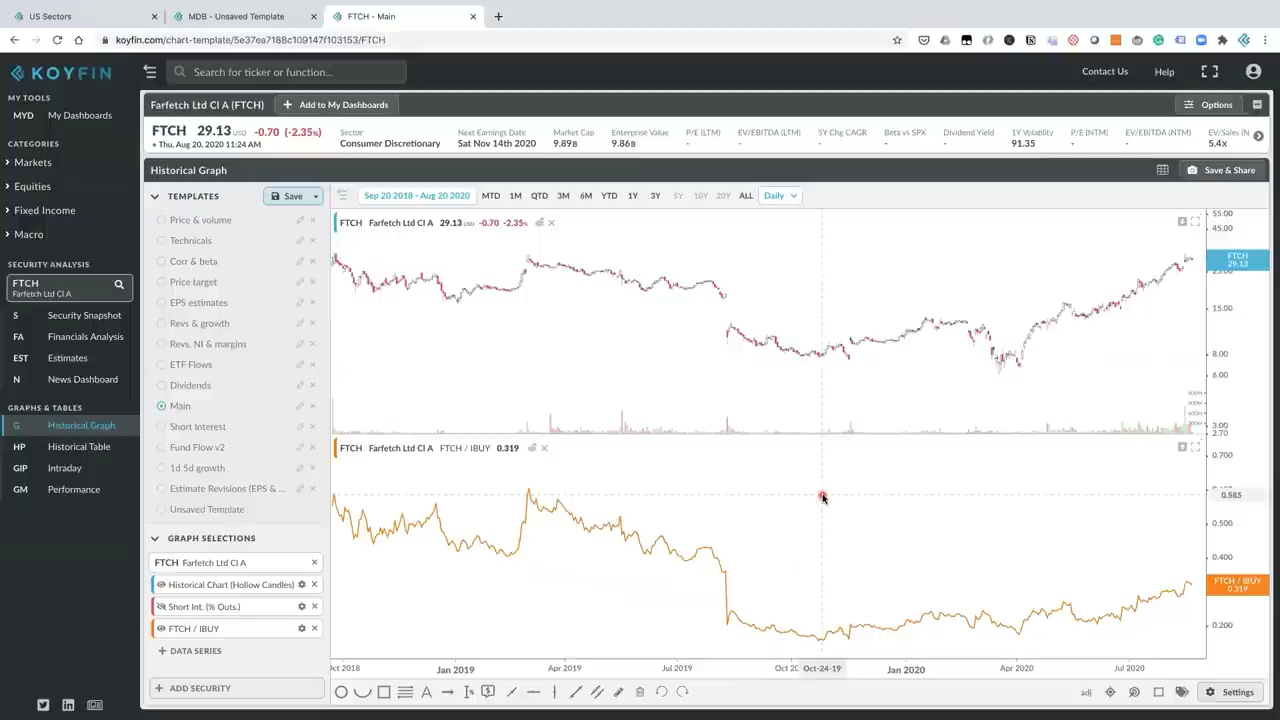 US Sectors
MDB - Unsaved Template
FTCH - Main
koyfin.com/chart-template/5e37ea7188c109147f103153/FTCH
KOYFIN
Search for ticker or function...
Contact Us
Help
MY TOOLS
MYD My Dashboards
CATEGORIES
Markets
Equities
Fixed Income
Macro
SECURITY ANALYSIS
FTCH
Farfetch Ltd Cl A
S Security Snapshot
FA Financials Analysis
EST Estimates
N News Dashboard
GRAPHS & TABLES
G Historical Graph
HP Historical Table
GIP Intraday
GM Performance
Farfetch Ltd Cl A (FTCH)
Add to My Dashboards
Options
FTCH 29.13 USD -0.70 (-2.35%)
Thu, Aug 20, 2020 11:24 AM
Sector
Consumer Discretionary
Next Earnings Date
Sat Nov 14th 2020
Market Cap
9.89B
Enterprise Value
9.86B
P/E (LTM)
-
EV/EBITDA (LTM)
-
5Y Chg CAGR
-
Beta vs SPX
-
Dividend Yield
-
1Y Volatility
91.35
P/E (NTM)
-
EV/EBITDA (NTM)
-
EV/Sales (N
5.4x
Historical Graph
Save & Share
TEMPLATES
Save
Price & volume
Technicals
Corr & beta
Price target
EPS estimates
Revs & growth
Revs, NI & margins
ETF Flows
Dividends
Main
Short Interest
Fund Flow v2
1d 5d growth
Estimate Revisions (EPS & ...
Unsaved Template
GRAPH SELECTIONS
FTCH Farfetch Ltd Cl A
Historical Chart (Hollow Candles)
Short Int. (% Outs.)
FTCH / IBUY
+ DATA SERIES
+ ADD SECURITY
Sep 20 2018 - Aug 20 2020 MTD 1M QTD 3M 6M YTD 1Y 3Y 5Y 10Y 20Y ALL Daily
FTCH Farfetch Ltd Cl A 29.13 USD -0.70 -2.35%
55.00
45.00
FTCH
29.13
15.00
8.00
6.00
3.00
2.70
FTCH Farfetch Ltd Cl A FTCH / IBUY 0.319
0.700
0.585
0.500
0.400
FTCH / IBUY
0.319
0.200
Jan 2019
Apr 2019
Jul 2019
Oct-24-19
Jan 2020
Apr 2020
Jul 2020
adj
Settings